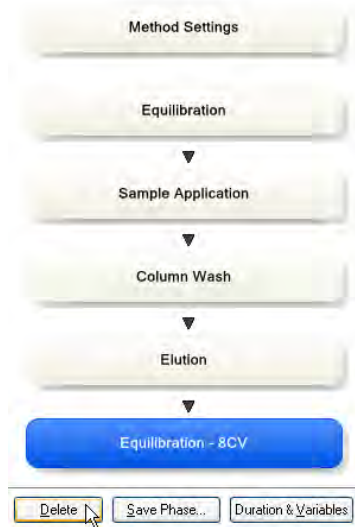 Method Settings
Equilibration
Sample Application
Column Wash
Elution
Equilibration - 8CV
Delete Save Phase... Duration & Variables